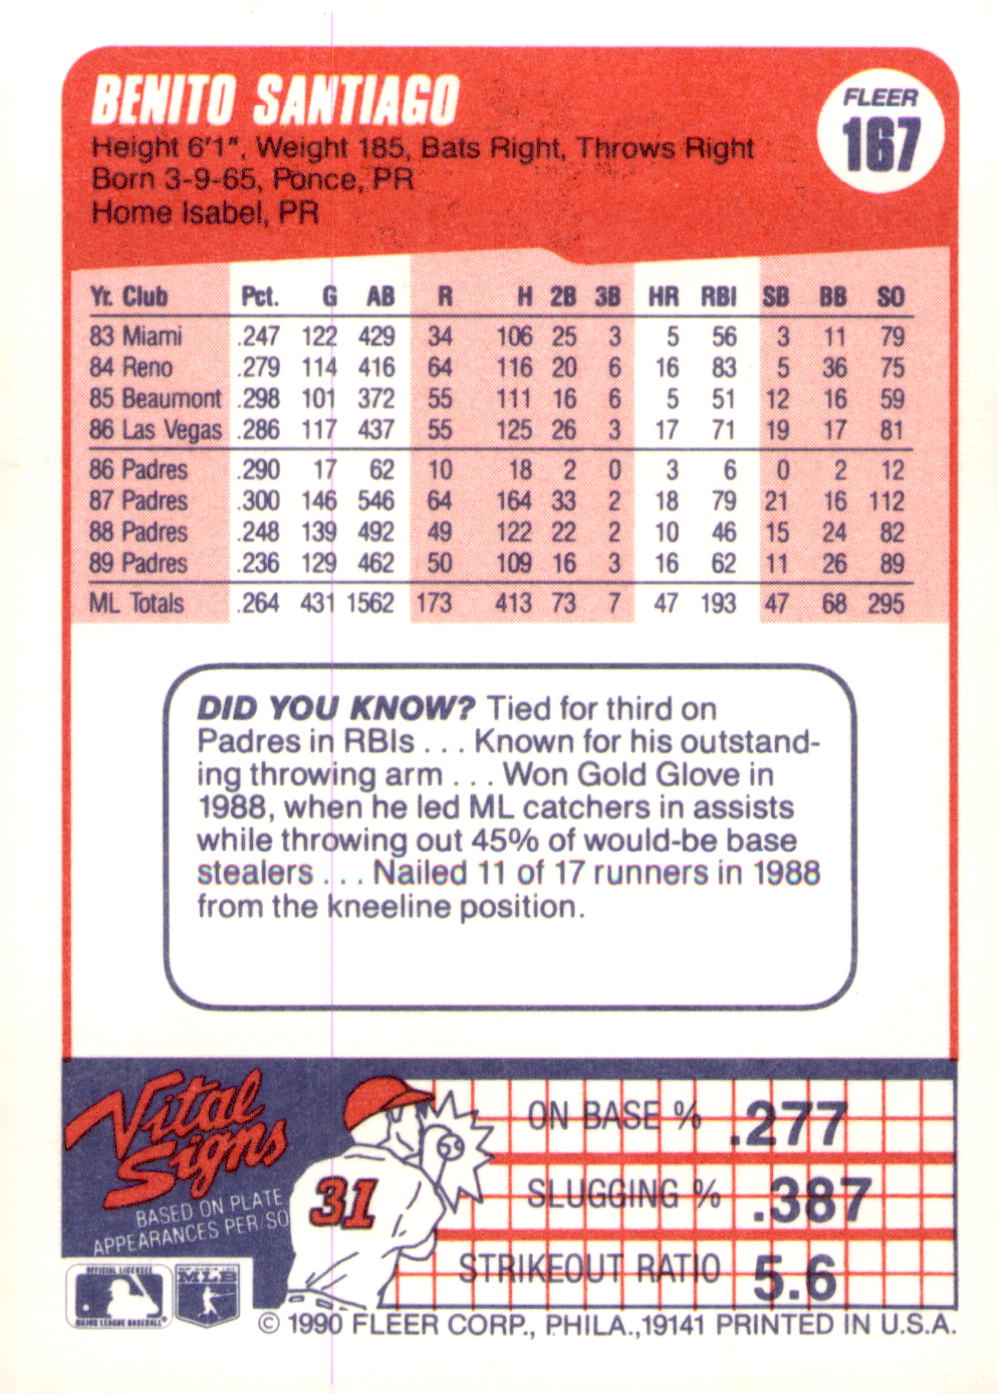 BENITO SANTIAGO
FLEER
167
Height 6'1", Weight 185, Bats Right, Throws Right
Born 3-9-65, Ponce, PR
Home Isabel, PR
Yr. Club Pct. G AB R H 2B 3B HR RBI SB BB SO
83 Miami .247 122 429 34 106 25 3 5 56 3 11 79
84 Reno .279 114 416 64 116 20 6 16 83 5 36 75
85 Beaumont .298 101 372 55 111 16 6 5 51 12 16 59
86 Las Vegas .286 117 437 55 125 26 3 17 71 19 17 81
86 Padres .290 17 62 10 18 2 0 3 6 0 2 12
87 Padres .300 146 546 64 164 33 2 18 79 21 16 112
88 Padres .248 139 492 49 122 22 2 10 46 15 24 82
89 Padres .236 129 462 50 109 16 3 16 62 11 26 89
ML Totals .264 431 1562 173 413 73 7 47 193 47 68 295
DID YOU KNOW? Tied for third on
Padres in RBIs . . . Known for his outstand-
ing throwing arm . . . Won Gold Glove in
1988, when he led ML catchers in assists
while throwing out 45% of would-be base
stealers . . . Nailed 11 of 17 runners in 1988
from the kneeline position.
Vital
Signs
BASED ON PLATE
APPEARANCES PER/SO
31
ON BASE % .277
SLUGGING % .387
STRIKEOUT RATIO 5.6
OFFICIAL LICENSEE
MAJOR LEAGUE BASEBALL®
MLB
© 1990 FLEER CORP., PHILA.,19141 PRINTED IN U.S.A.